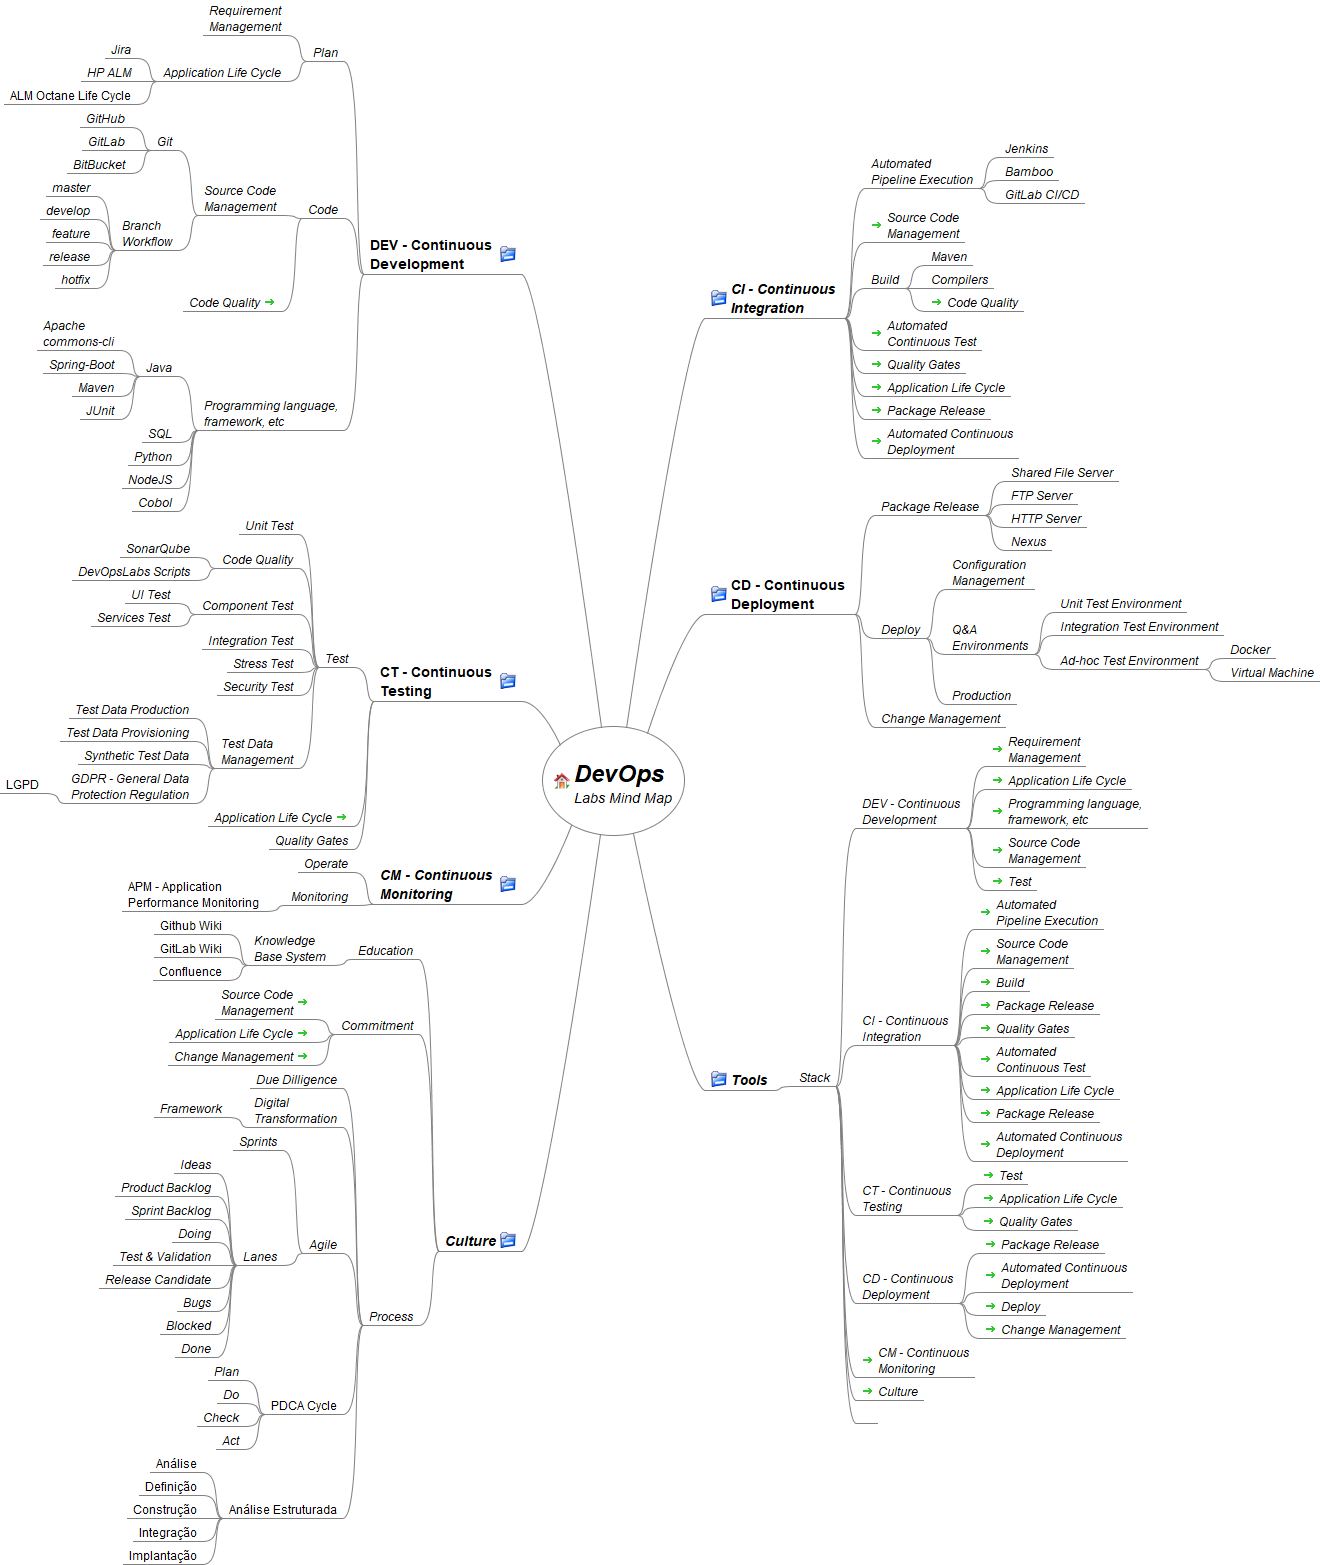 Requirement
Management
Plan
Jira
HP ALM
Application Life Cycle
ALM Octane Life Cycle
GitHub
GitLab
Git
BitBucket
master
develop
feature
release
hotfix
Branch
Workflow
Source Code
Management
Code
Code Quality
DEV - Continuous
Development
Apache
commons-cli
Spring-Boot
Maven
JUnit
Java
Programming language,
framework, etc
SQL
Python
NodeJS
Cobol
Unit Test
SonarQube
DevOpsLabs Scripts
Code Quality
UI Test
Services Test
Component Test
Integration Test
Stress Test
Security Test
Test
CT - Continuous
Testing
Test Data Production
Test Data Provisioning
Synthetic Test Data
GDPR - General Data
Protection Regulation
LGPD
Test Data
Management
Application Life Cycle
Quality Gates
Operate
APM - Application
Performance Monitoring
Monitoring
CM - Continuous
Monitoring
Github Wiki
GitLab Wiki
Confluence
Knowledge
Base System
Education
Source Code
Management
Application Life Cycle
Change Management
Commitment
Due Dilligence
Framework
Digital
Transformation
Sprints
Ideas
Product Backlog
Sprint Backlog
Doing
Test & Validation
Release Candidate
Bugs
Blocked
Done
Lanes
Agile
Culture
Process
Plan
Do
Check
Act
PDCA Cycle
Análise
Definição
Construção
Integração
Implantação
Análise Estruturada
DevOps
Labs Mind Map
CI - Continuous
Integration
Automated
Pipeline Execution
Jenkins
Bamboo
GitLab CI/CD
Source Code
Management
Build
Maven
Compilers
Code Quality
Automated
Continuous Test
Quality Gates
Application Life Cycle
Package Release
Automated Continuous
Deployment
CD - Continuous
Deployment
Package Release
Shared File Server
FTP Server
HTTP Server
Nexus
Deploy
Configuration
Management
Q&A
Environments
Unit Test Environment
Integration Test Environment
Ad-hoc Test Environment
Docker
Virtual Machine
Production
Change Management
Tools
Stack
DEV - Continuous
Development
Requirement
Management
Application Life Cycle
Programming language,
framework, etc
Source Code
Management
Test
CI - Continuous
Integration
Automated
Pipeline Execution
Source Code
Management
Build
Package Release
Quality Gates
Automated
Continuous Test
Application Life Cycle
Package Release
Automated Continuous
Deployment
CT - Continuous
Testing
Test
Application Life Cycle
Quality Gates
CD - Continuous
Deployment
Package Release
Automated Continuous
Deployment
Deploy
Change Management
CM - Continuous
Monitoring
Culture